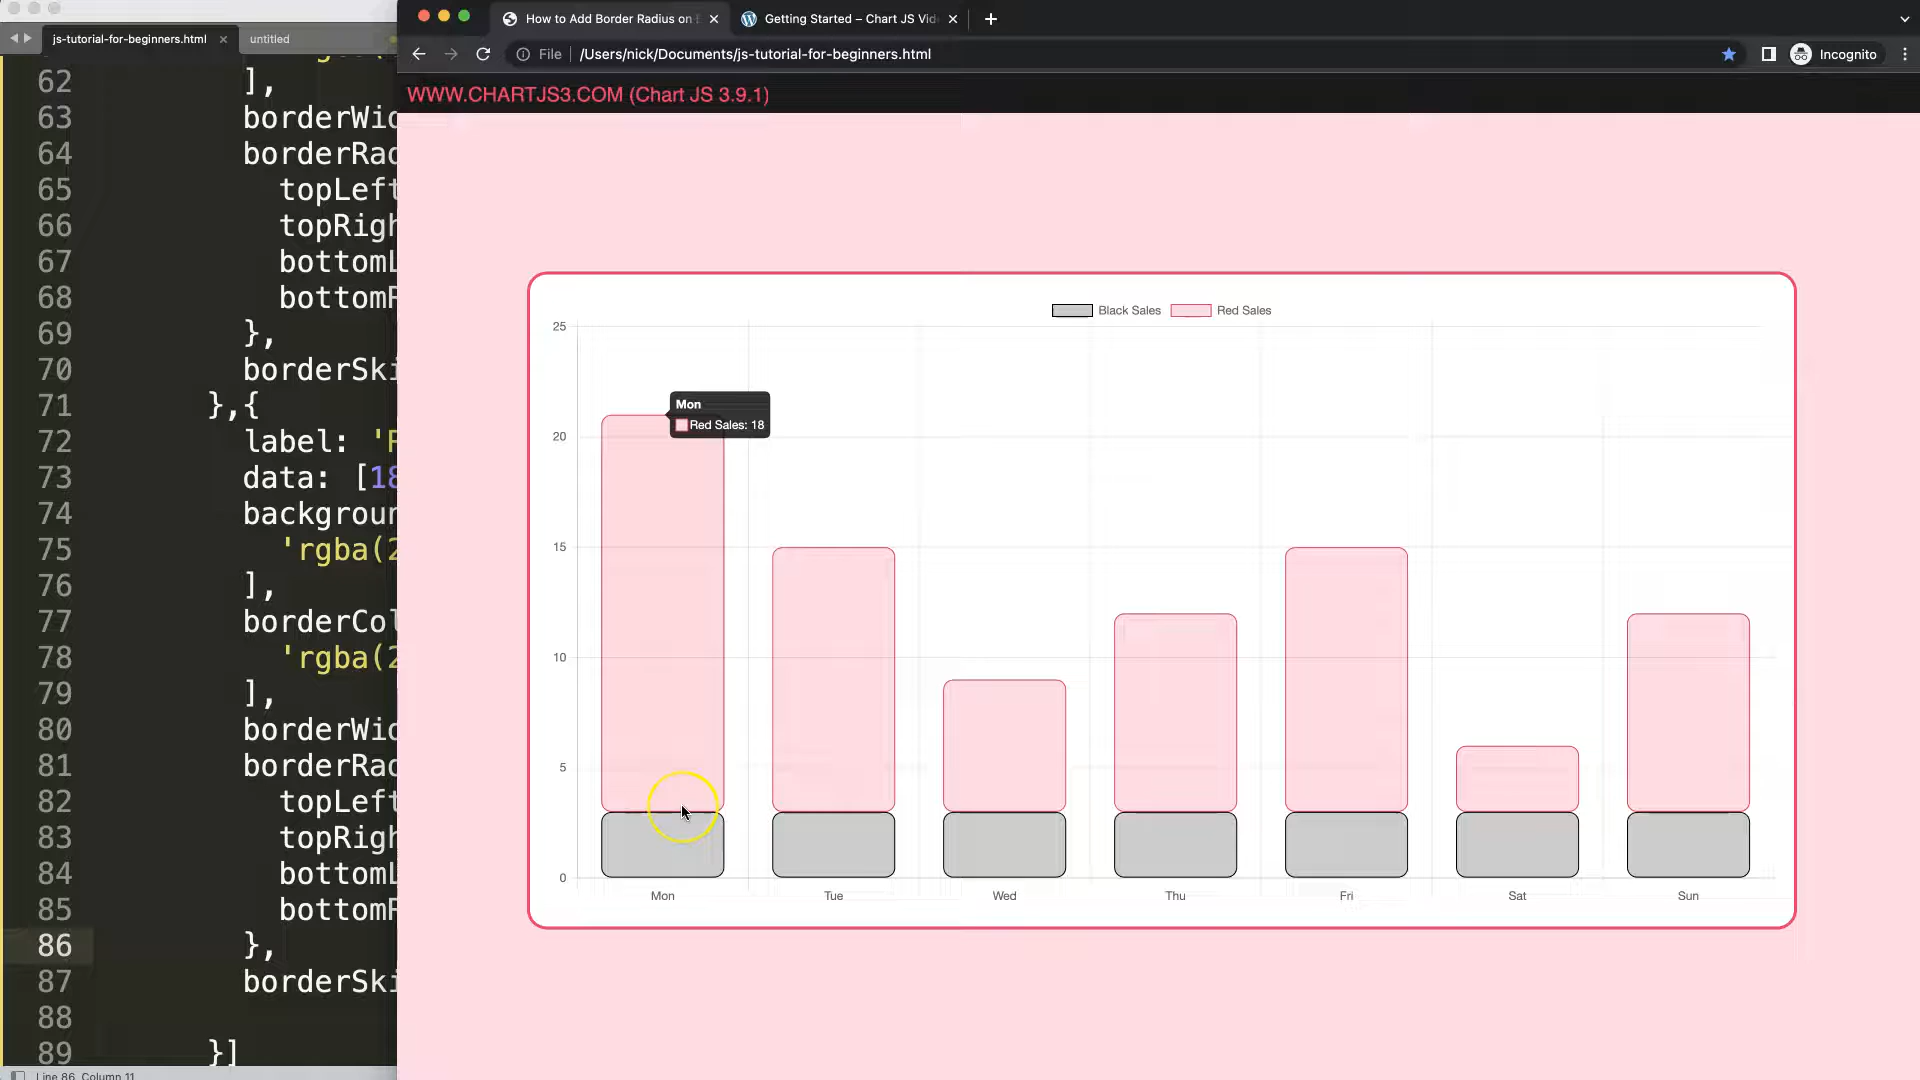 js-tutorial-for-beginners.html
untitled
62 ],
63 borderWid
64 borderRad
65 topLeft
66 topRigh
67 bottomL
68 bottomR
69 },
70 borderSki
71 },{
72 label: 'R
73 data: [18
74 backgroun
75 'rgba(2
76 ],
77 borderCol
78 'rgba(2
79 ],
80 borderWid
81 borderRad
82 topLeft
83 topRigh
84 bottomL
85 bottomR
86 },
87 borderSki
88
89 }]
Line 86, Column 11
How to Add Border Radius on
Getting Started – Chart JS Vid
File /Users/nick/Documents/js-tutorial-for-beginners.html
Incognito
WWW.CHARTJS3.COM (Chart JS 3.9.1)
Black Sales Red Sales
25
20
15
10
5
0
Mon
Red Sales: 18
Mon Tue Wed Thu Fri Sat Sun